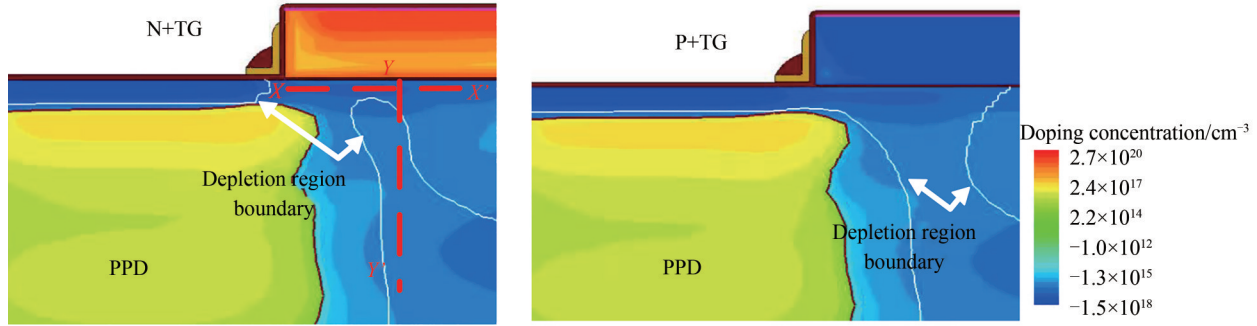 N+TG
Y
X
X'
Depletion region
boundary
PPD
Y'
P+TG
Depletion region
boundary
PPD
Doping concentration/cm⁻³
2.7×10²⁰
2.4×10¹⁷
2.2×10¹⁴
−1.0×10¹²
−1.3×10¹⁵
−1.5×10¹⁸